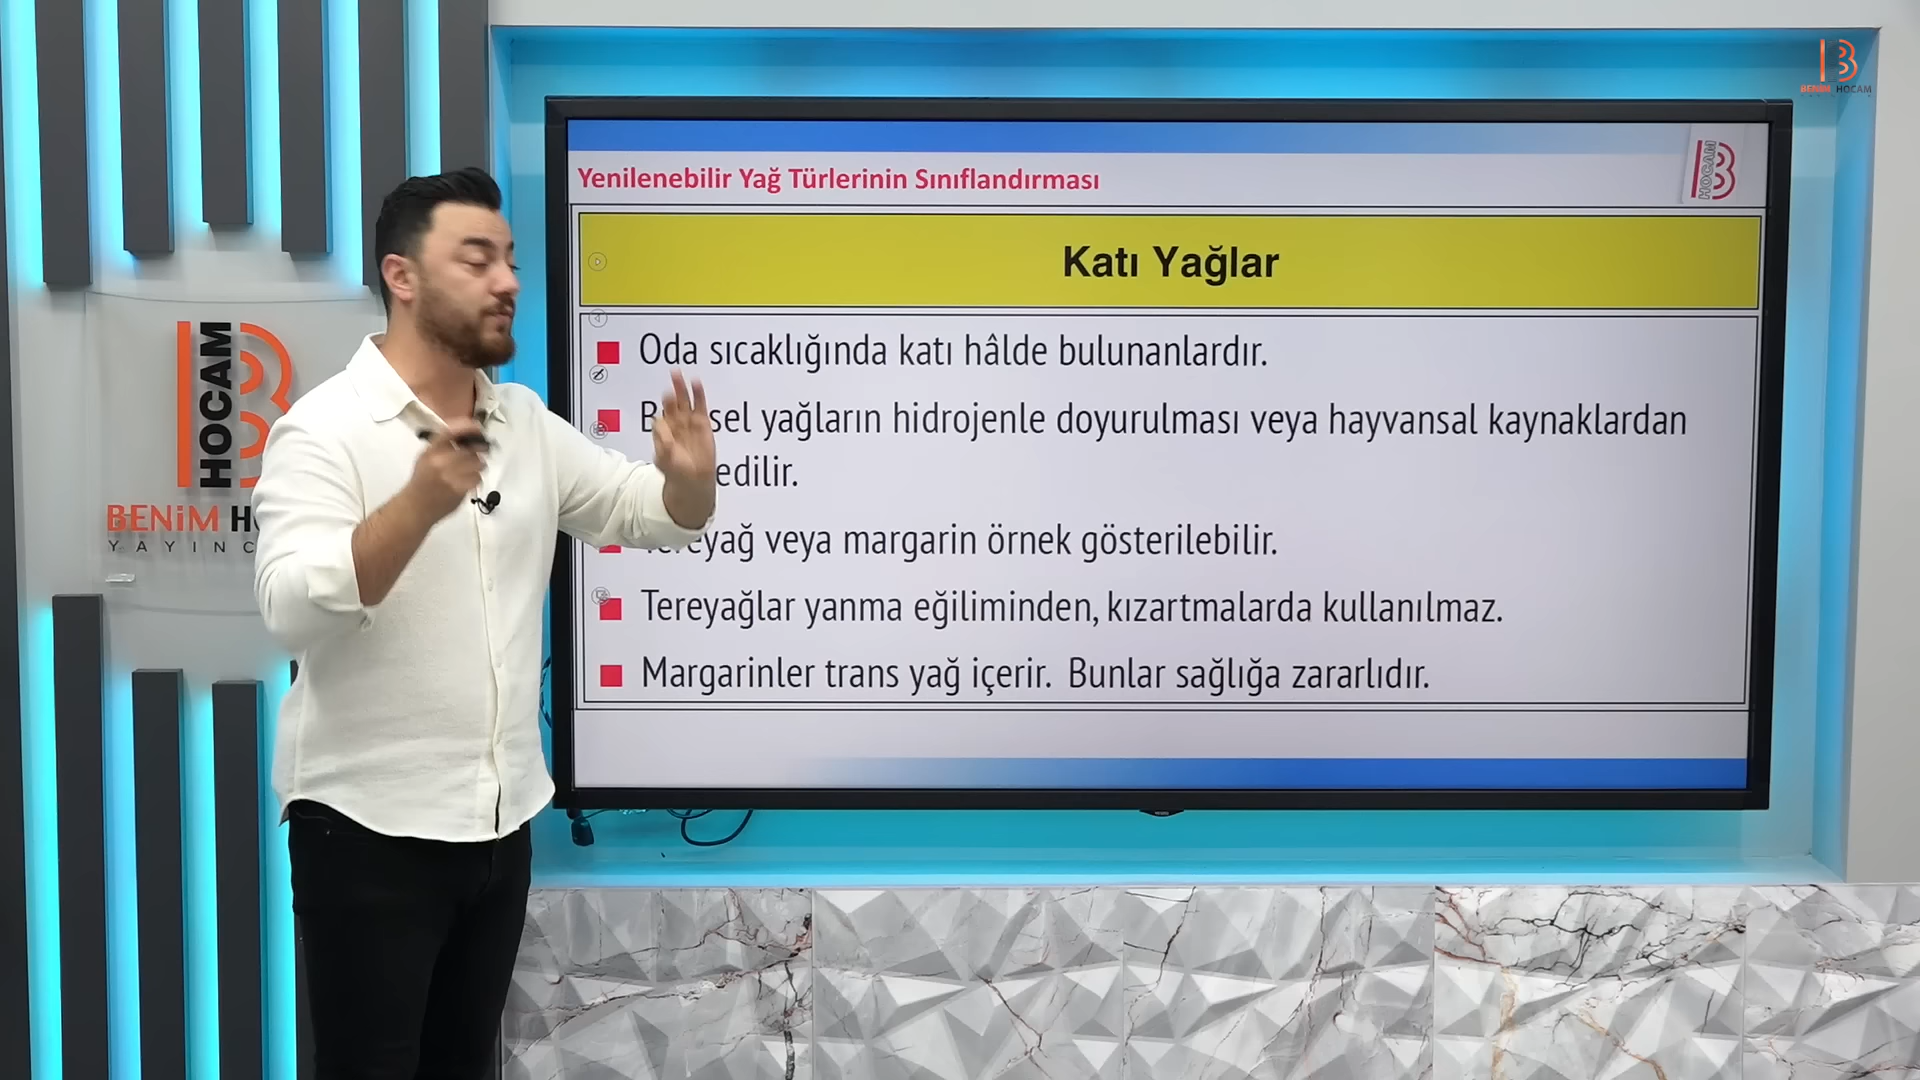 BENİM HOCAM
Yenilenebilir Yağ Türlerinin Sınıflandırması
HOCAM
Katı Yağlar
Oda sıcaklığında katı hâlde bulunanlardır.
yağların hidrojenle doyurulması veya hayvansal kaynaklardan
edilir.
veya margarin örnek gösterilebilir.
Tereyağlar yanma eğiliminden, kızartmalarda kullanılmaz.
Margarinler trans yağ içerir. Bunlar sağlığa zararlıdır.
HOCAM
BENİM